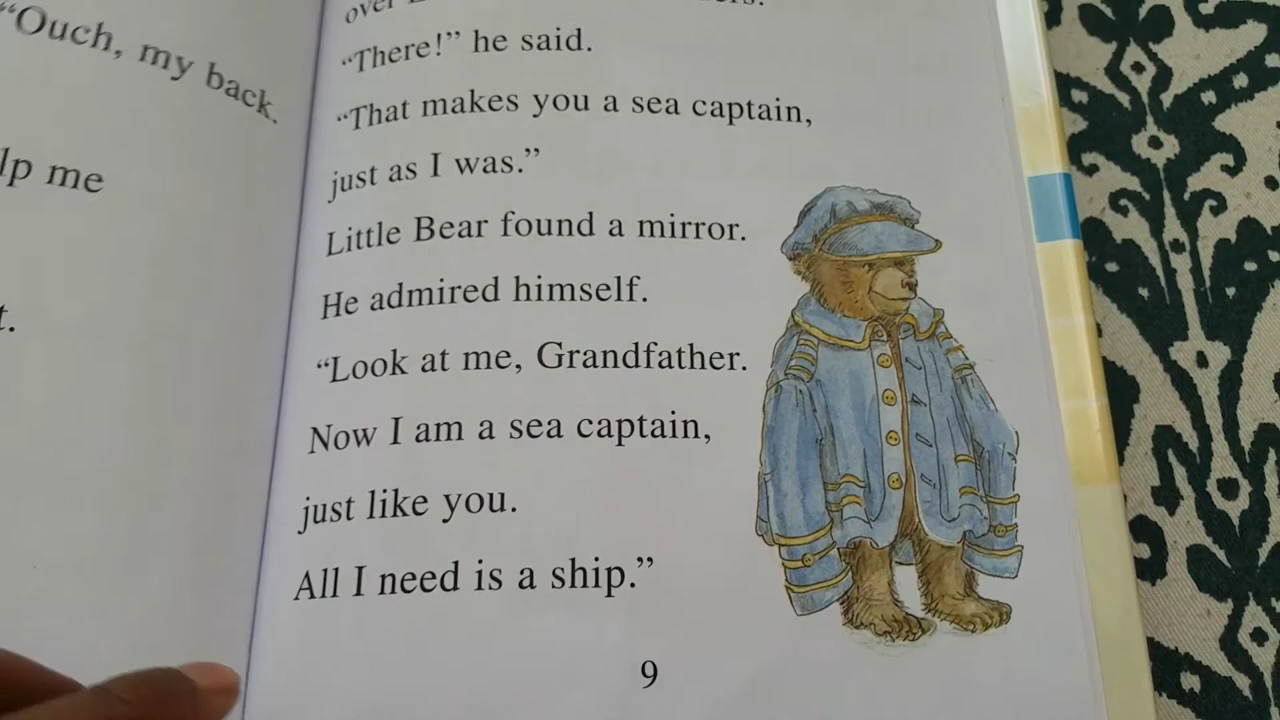 “Ouch, my back.
lp me
t.
over
“There!” he said.
“That makes you a sea captain,
just as I was.”
Little Bear found a mirror.
He admired himself.
“Look at me, Grandfather.
Now I am a sea captain,
just like you.
All I need is a ship.”
9